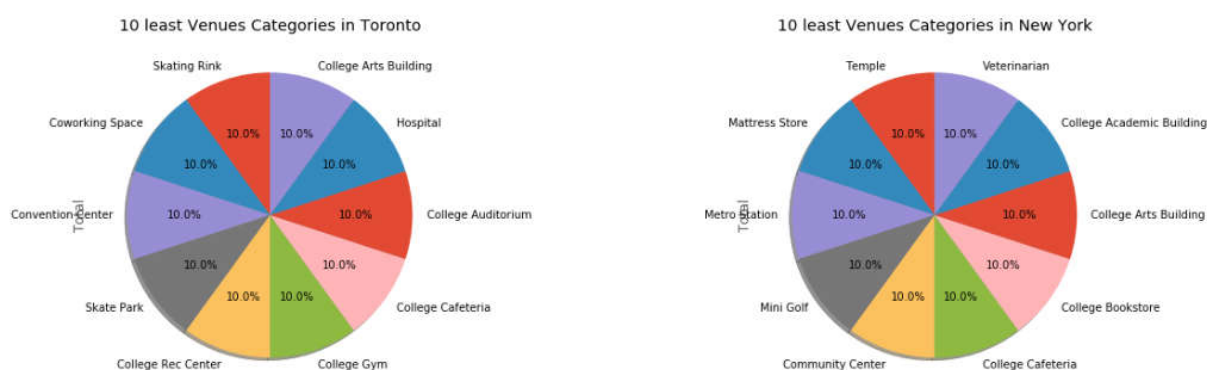 10 least Venues Categories in Toronto
Skating Rink
College Arts Building
Coworking Space
Hospital
10.0%
10.0%
10.0%
10.0%
Convention Center
Total
10.0%
10.0%
College Auditorium
10.0%
10.0%
10.0%
10.0%
Skate Park
College Cafeteria
College Rec Center
College Gym
10 least Venues Categories in New York
Temple
Veterinarian
Mattress Store
College Academic Building
10.0%
10.0%
10.0%
10.0%
Metro Station
Total
10.0%
10.0%
College Arts Building
10.0%
10.0%
10.0%
10.0%
Mini Golf
College Bookstore
Community Center
College Cafeteria